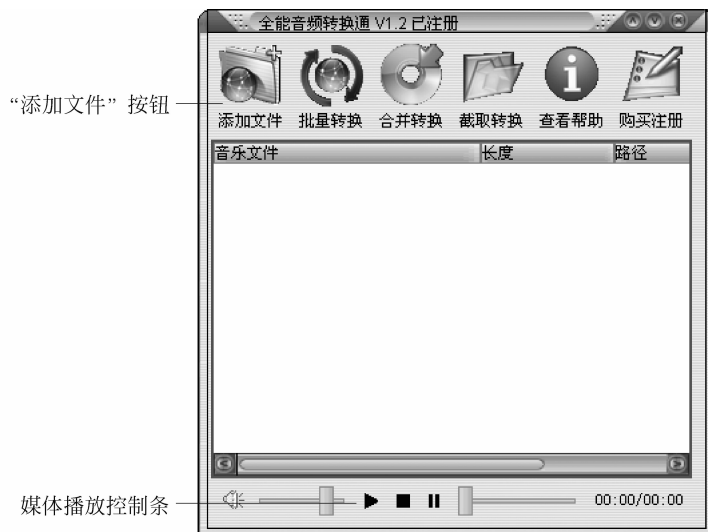 全能音频转换通 V1.2 已注册
“添加文件”按钮
添加文件 批量转换 合并转换 截取转换 查看帮助 购买注册
音乐文件 长度 路径
媒体播放控制条
00:00/00:00